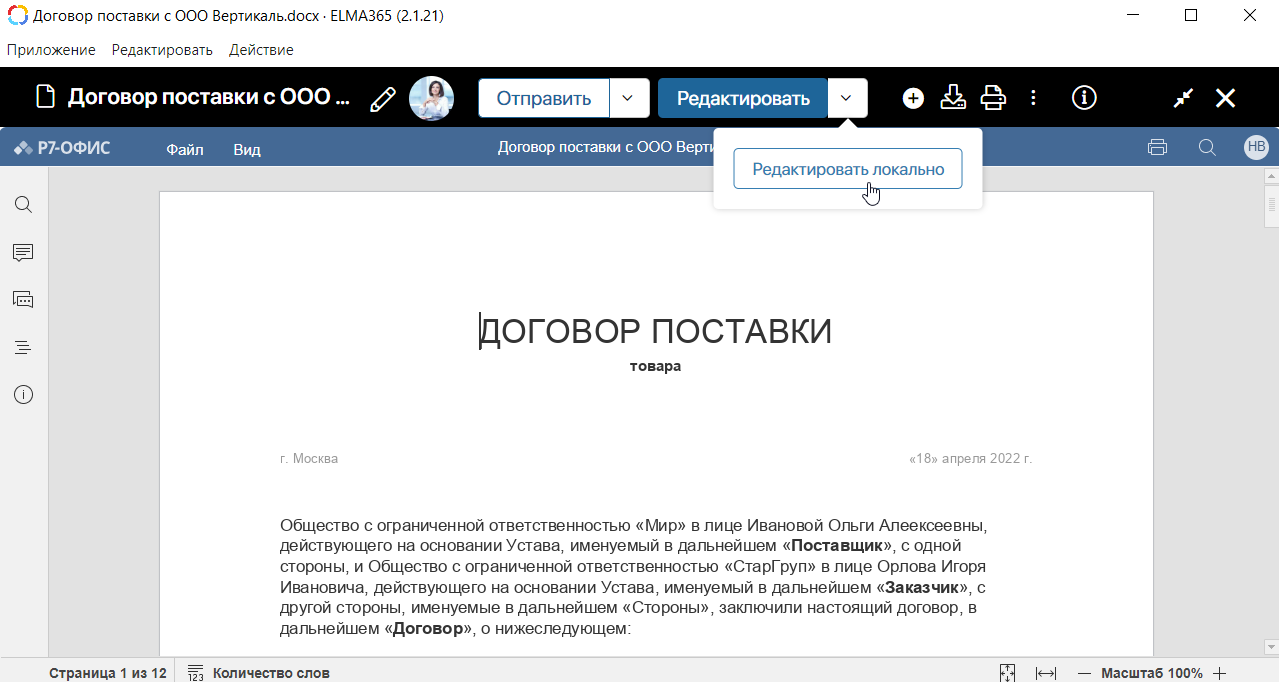 Договор поставки с ООО Вертикаль.docx · ELMA365 (2.1.21)
Приложение Редактировать Действие
Договор поставки с ООО ... Отправить Редактировать
Р7-ОФИС Файл Вид Договор поставки с ООО Верти НВ
Редактировать локально
ДОГОВОР ПОСТАВКИ
товара
г. Москва «18» апреля 2022 г.
Общество с ограниченной ответственностью «Мир» в лице Ивановой Ольги Алеексеевны,
действующего на основании Устава, именуемый в дальнейшем «Поставщик», с одной
стороны, и Общество с ограниченной ответственностью «СтарГруп» в лице Орлова Игоря
Ивановича, действующего на основании Устава, именуемый в дальнейшем «Заказчик», с
другой стороны, именуемые в дальнейшем «Стороны», заключили настоящий договор, в
дальнейшем «Договор», о нижеследующем:
Страница 1 из 12 123 Количество слов Масштаб 100%